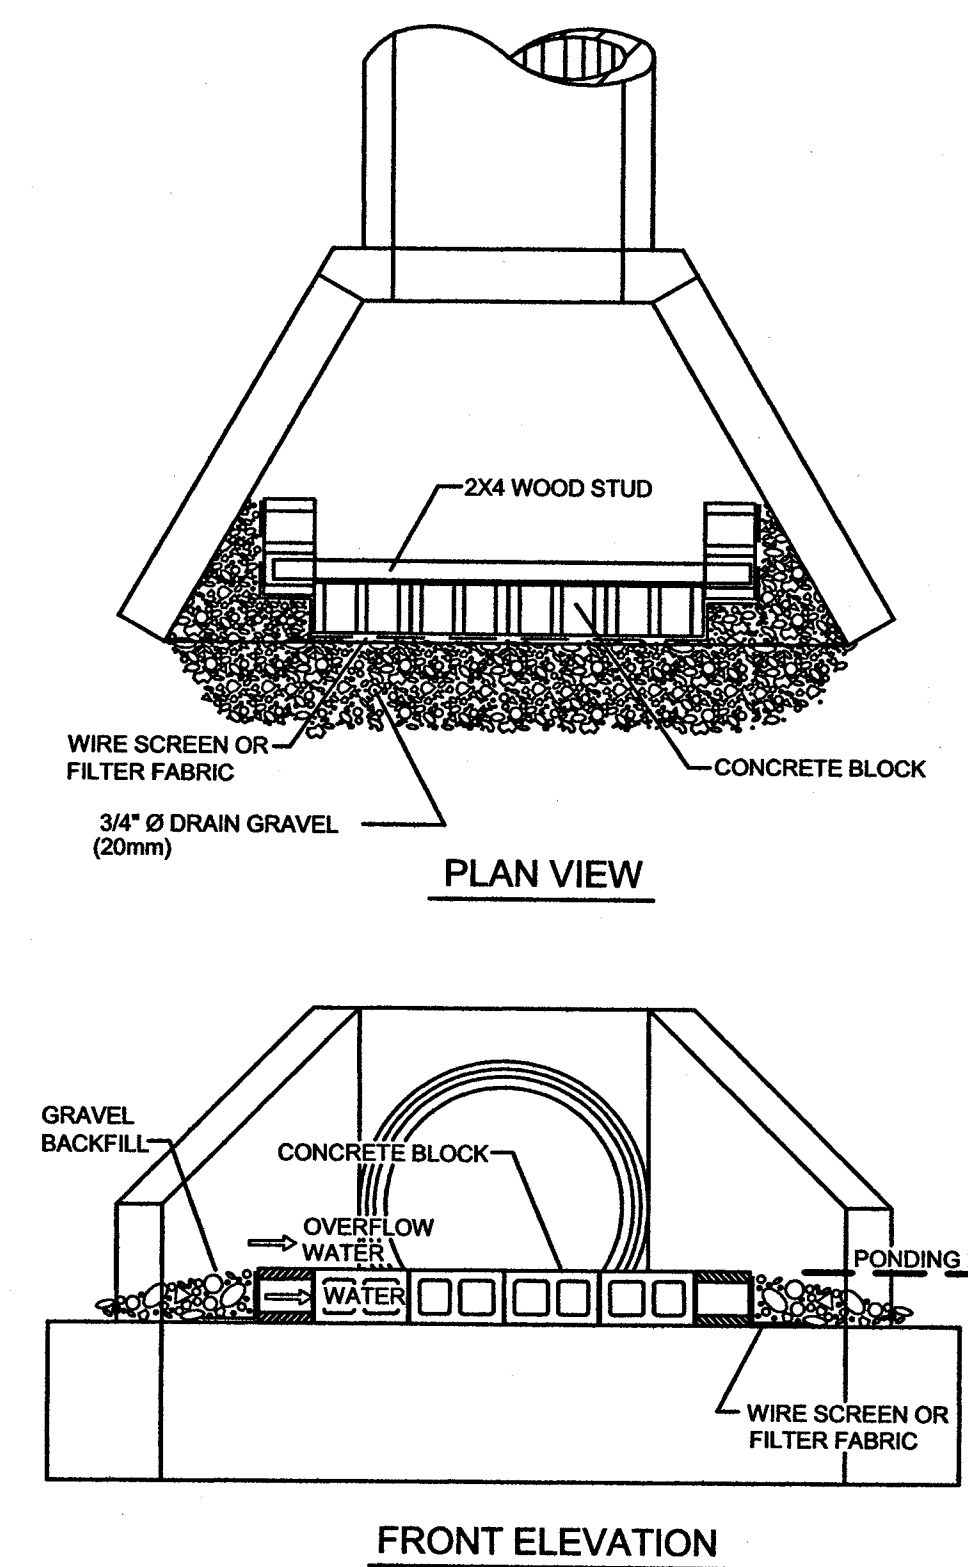 2X4 WOOD STUD
WIRE SCREEN OR
FILTER FABRIC
CONCRETE BLOCK
3/4" Ø DRAIN GRAVEL
(20mm)
PLAN VIEW
GRAVEL
BACKFILL
CONCRETE BLOCK
OVERFLOW
WATER
PONDING
WATER
WIRE SCREEN OR
FILTER FABRIC
FRONT ELEVATION